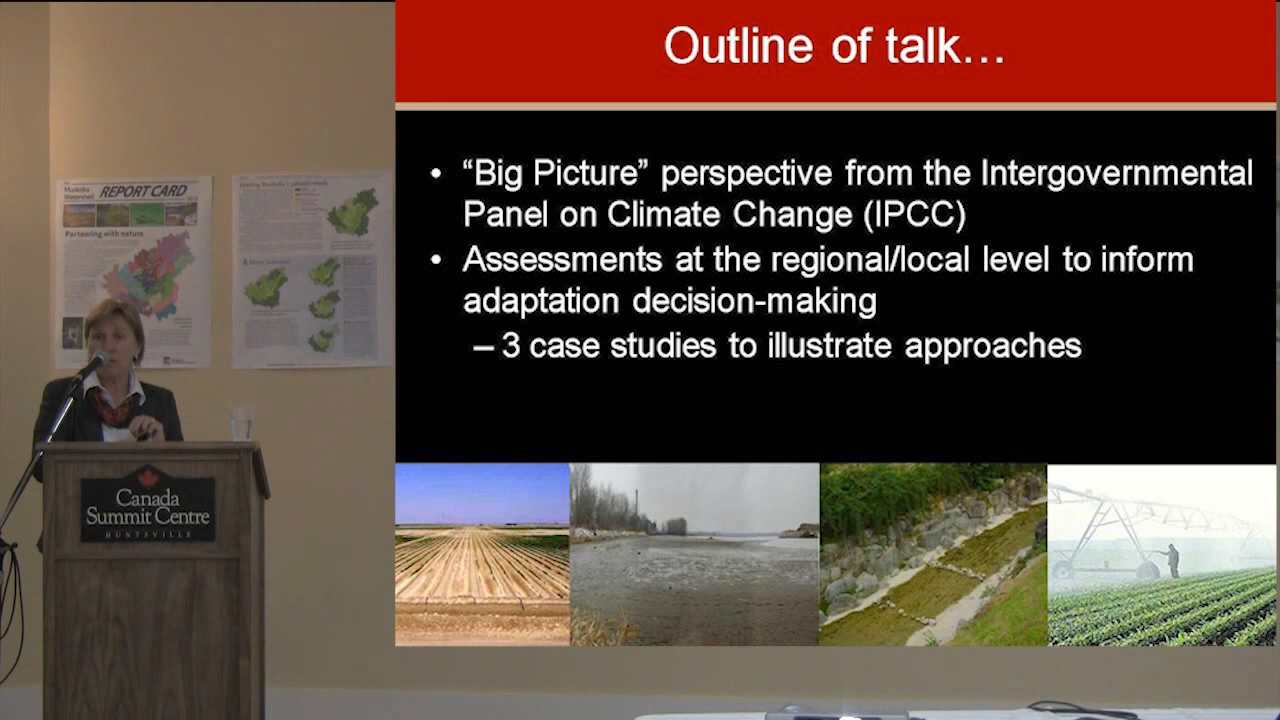 Outline of talk…
• “Big Picture” perspective from the Intergovernmental
Panel on Climate Change (IPCC)
• Assessments at the regional/local level to inform
adaptation decision-making
– 3 case studies to illustrate approaches
Muskoka
Watershed
REPORT CARD
Partnering with nature
Canada
Summit Centre
HUNTSVILLE